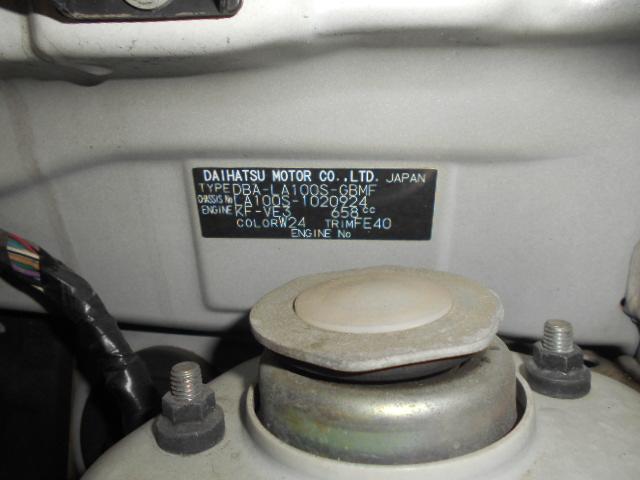 DAIHATSU MOTOR CO.,LTD. JAPAN
TYPE DBA-LA100S-GBMF
CHASSIS No LA100S-1020924
ENGINE KF-VE3 658cc
COLOR W24 TRIM FE40
ENGINE No